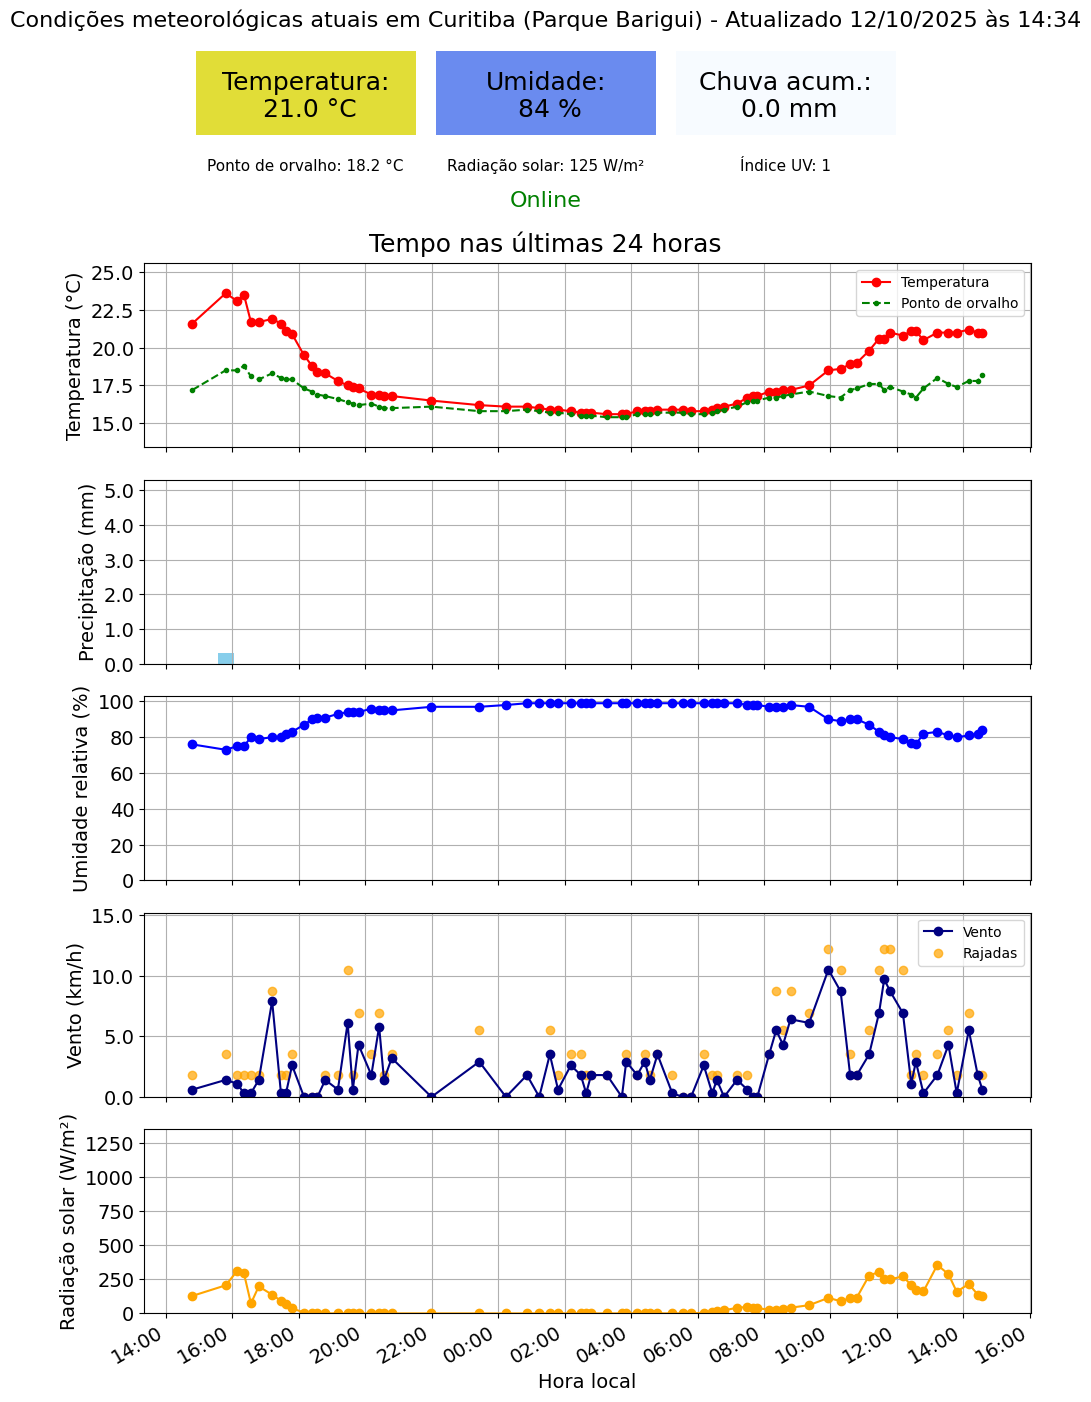 Condições meteorológicas atuais em Curitiba (Parque Barigui) - Atualizado 12/10/2025 às 14:34
Temperatura:
21.0 °C
Umidade:
84 %
Chuva acum.:
0.0 mm
Ponto de orvalho: 18.2 °C
Radiação solar: 125 W/m²
Índice UV: 1
Online
Tempo nas últimas 24 horas
Temperatura (°C)
25.0
22.5
20.0
17.5
15.0
Temperatura
Ponto de orvalho
Precipitação (mm)
5.0
4.0
3.0
2.0
1.0
0.0
Umidade relativa (%)
100
80
60
40
20
0
Vento (km/h)
15.0
10.0
5.0
0.0
Vento
Rajadas
Radiação solar (W/m²)
1250
1000
750
500
250
0
14:00
16:00
18:00
20:00
22:00
00:00
02:00
04:00
06:00
08:00
10:00
12:00
14:00
16:00
Hora local